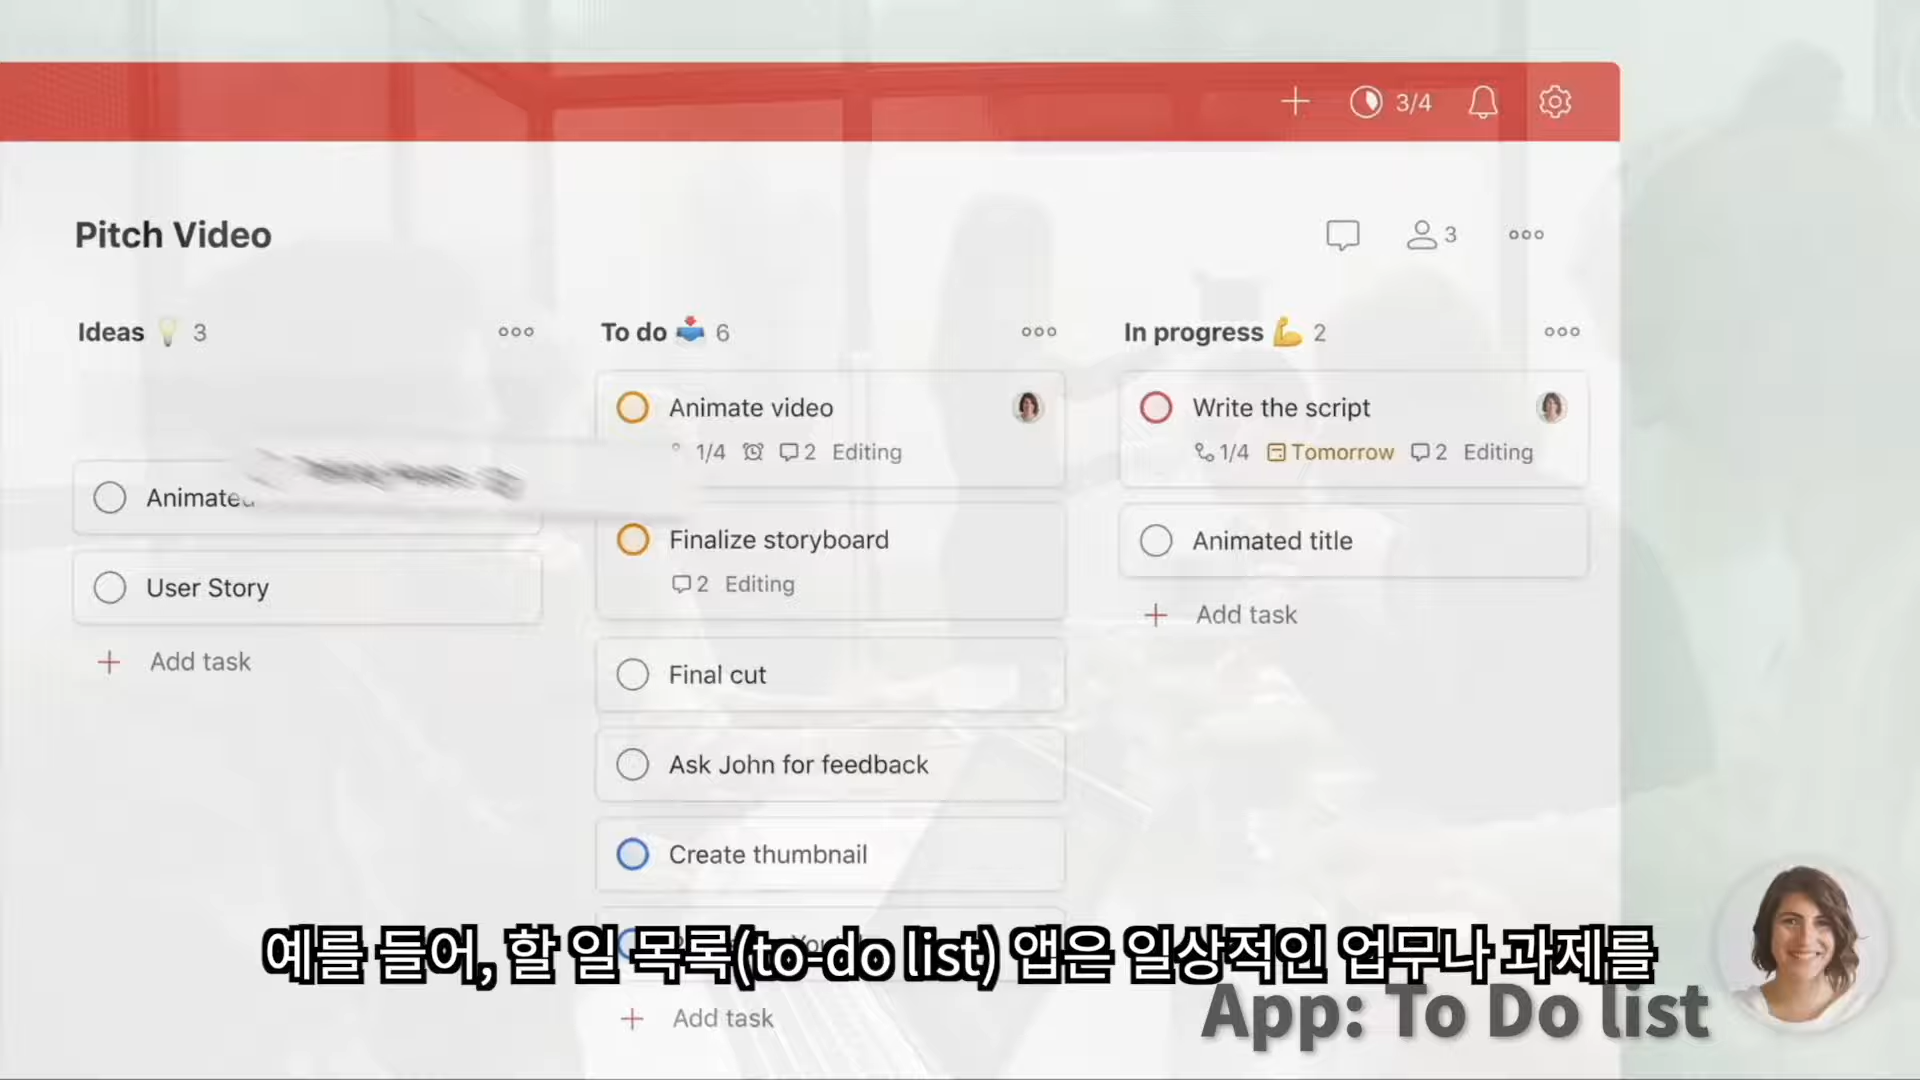 3/4
Pitch Video
3
Ideas 3
To do 6
In progress 2
Animate video
1/4 2 Editing
Write the script
1/4 Tomorrow 2 Editing
Animated
Finalize storyboard
2 Editing
Animated title
User Story
Add task
Add task
Final cut
Ask John for feedback
Create thumbnail
예를 들어, 할 일 목록(to-do list) 앱은 일상적인 업무나 과제를
Add task
App: To Do list